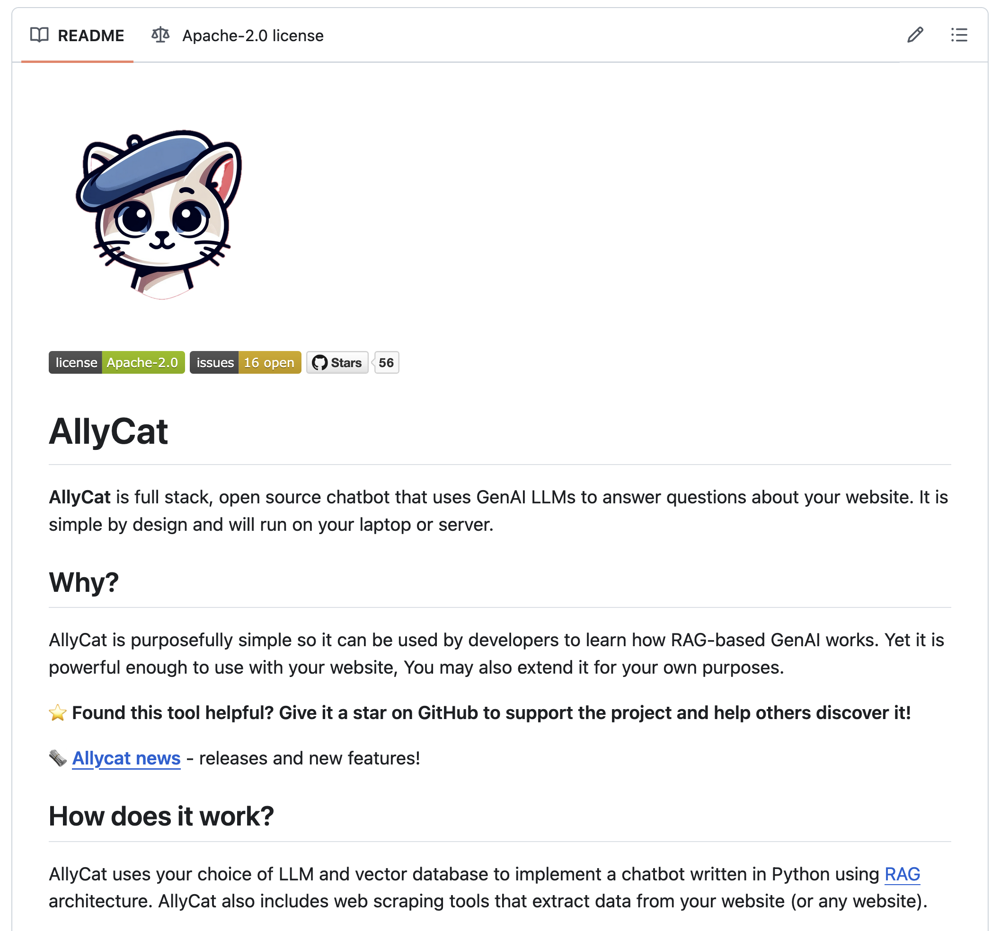 README Apache-2.0 license
license Apache-2.0 issues 16 open Stars 56
AllyCat
AllyCat is full stack, open source chatbot that uses GenAI LLMs to answer questions about your website. It is
simple by design and will run on your laptop or server.
Why?
AllyCat is purposefully simple so it can be used by developers to learn how RAG-based GenAI works. Yet it is
powerful enough to use with your website, You may also extend it for your own purposes.
⭐ Found this tool helpful? Give it a star on GitHub to support the project and help others discover it!
🗞️ Allycat news - releases and new features!
How does it work?
AllyCat uses your choice of LLM and vector database to implement a chatbot written in Python using RAG
architecture. AllyCat also includes web scraping tools that extract data from your website (or any website).